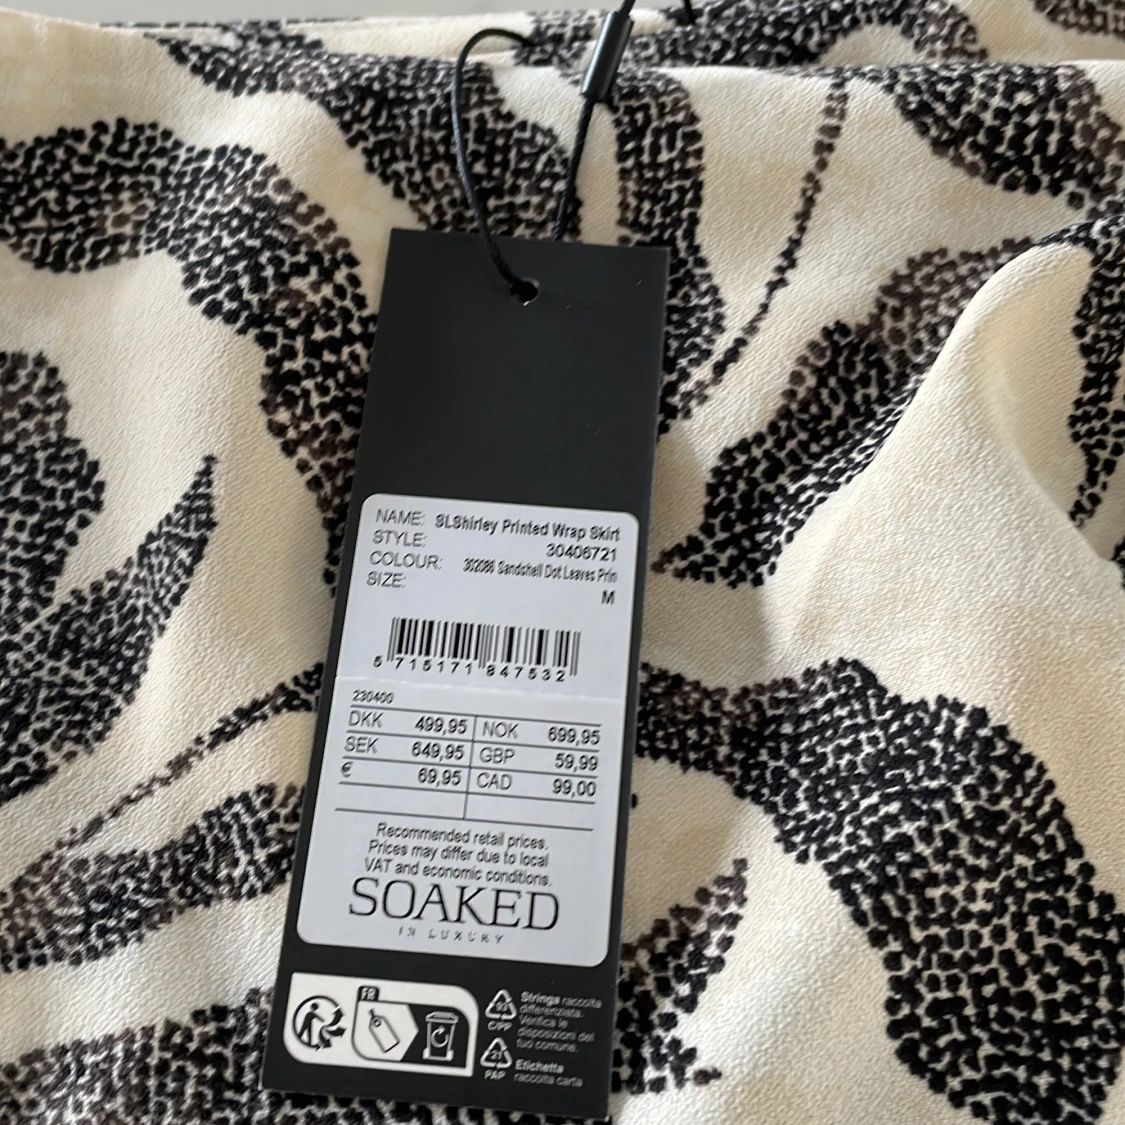 NAME: SLShirley Printed Wrap Skirt
STYLE: 30406721
COLOUR: 302086 Sandshell Dot Leaves Prin
SIZE: M
5 715171 847532
230400
DKK 499,95 NOK 699,95
SEK 649,95 GBP 59,99
€ 69,95 CAD 99,00
Recommended retail prices.
Prices may differ due to local
VAT and economic conditions.
SOAKED
IN LUXURY
FR
Stringa raccolta
differenziata.
Verifica le
disposizioni del
tuo comune.
C/PP
21
PAP
Etichetta
raccolta carta